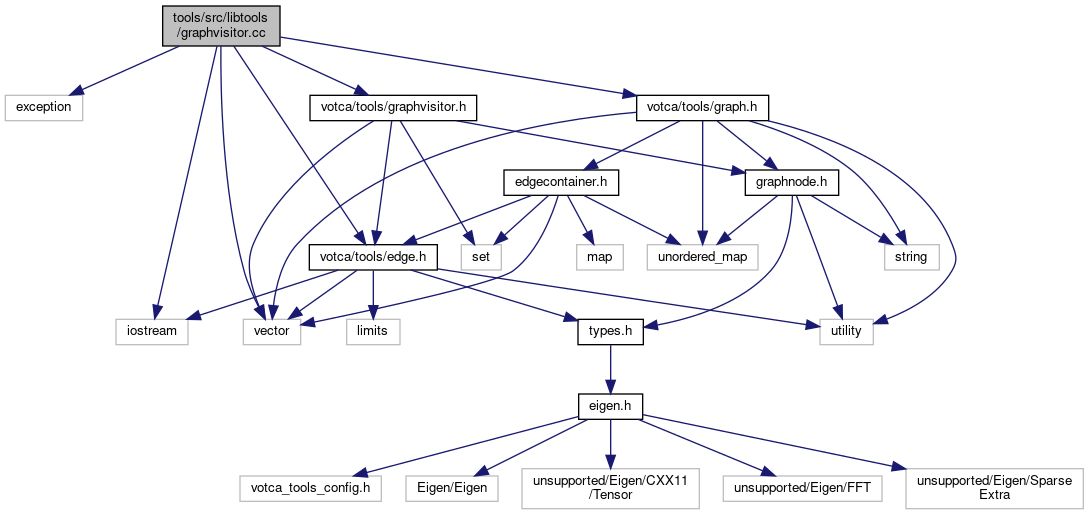 tools/src/libtools
/graphvisitor.cc
exception
votca/tools/graphvisitor.h
votca/tools/graph.h
edgecontainer.h
graphnode.h
votca/tools/edge.h
set
map
unordered_map
string
iostream
vector
limits
types.h
utility
eigen.h
votca_tools_config.h
Eigen/Eigen
unsupported/Eigen/CXX11
/Tensor
unsupported/Eigen/FFT
unsupported/Eigen/Sparse
Extra